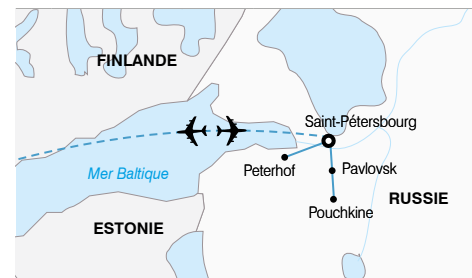 FINLANDE
Saint-Pétersbourg
Mer Baltique
Peterhof
Pavlovsk
RUSSIE
Pouchkine
ESTONIE